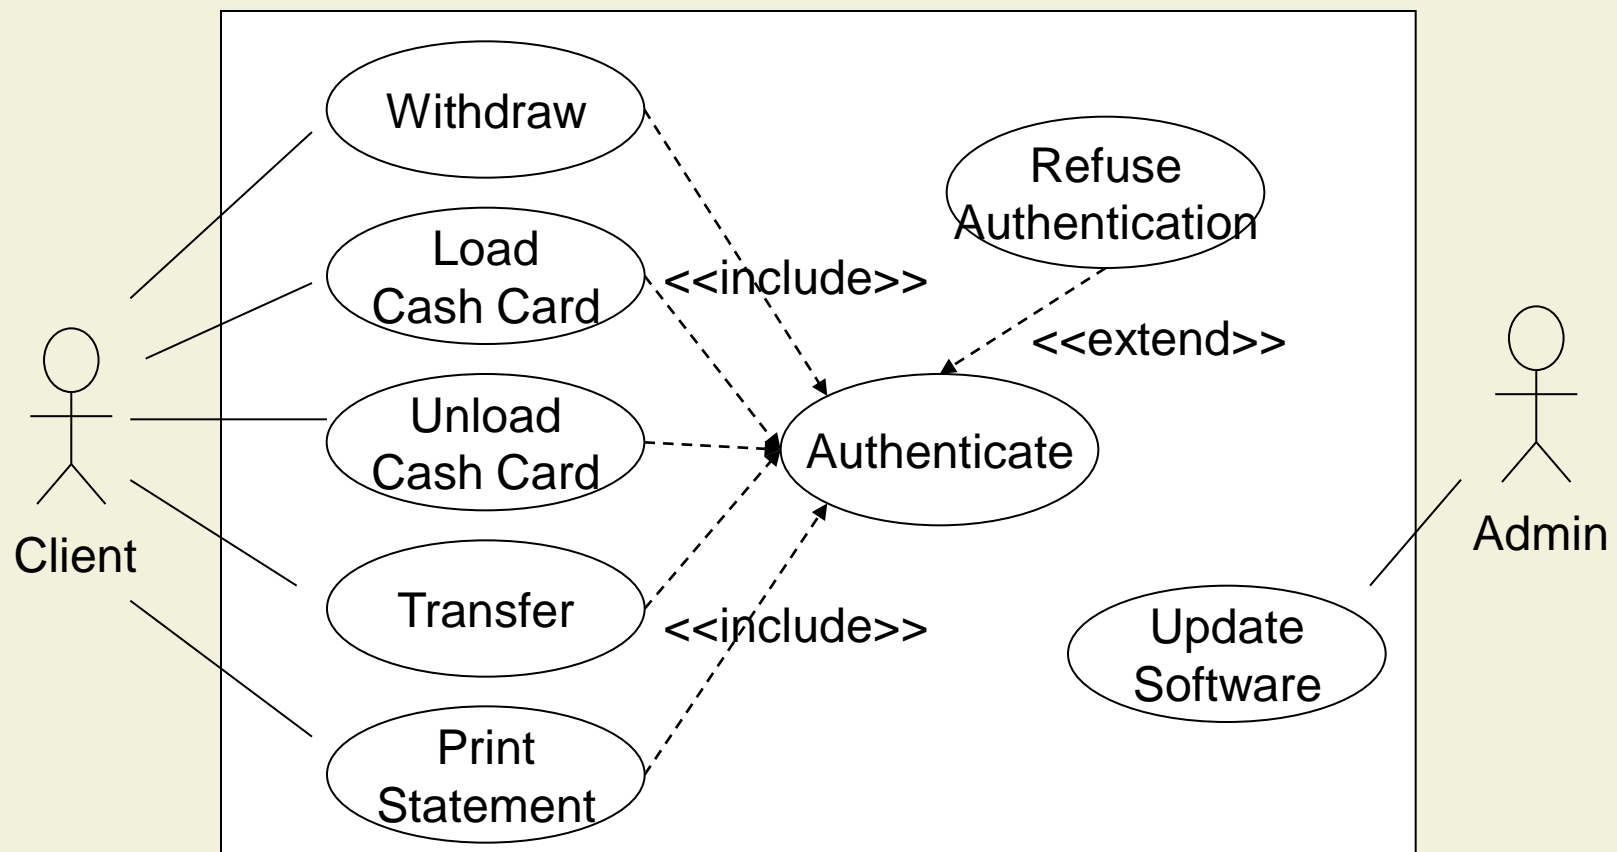 Withdraw
Refuse
Authentication
Load
Cash Card
<<include>>
<<extend>>
Unload
Cash Card
Authenticate
Client
Admin
Transfer
<<include>>
Update
Software
Print
Statement